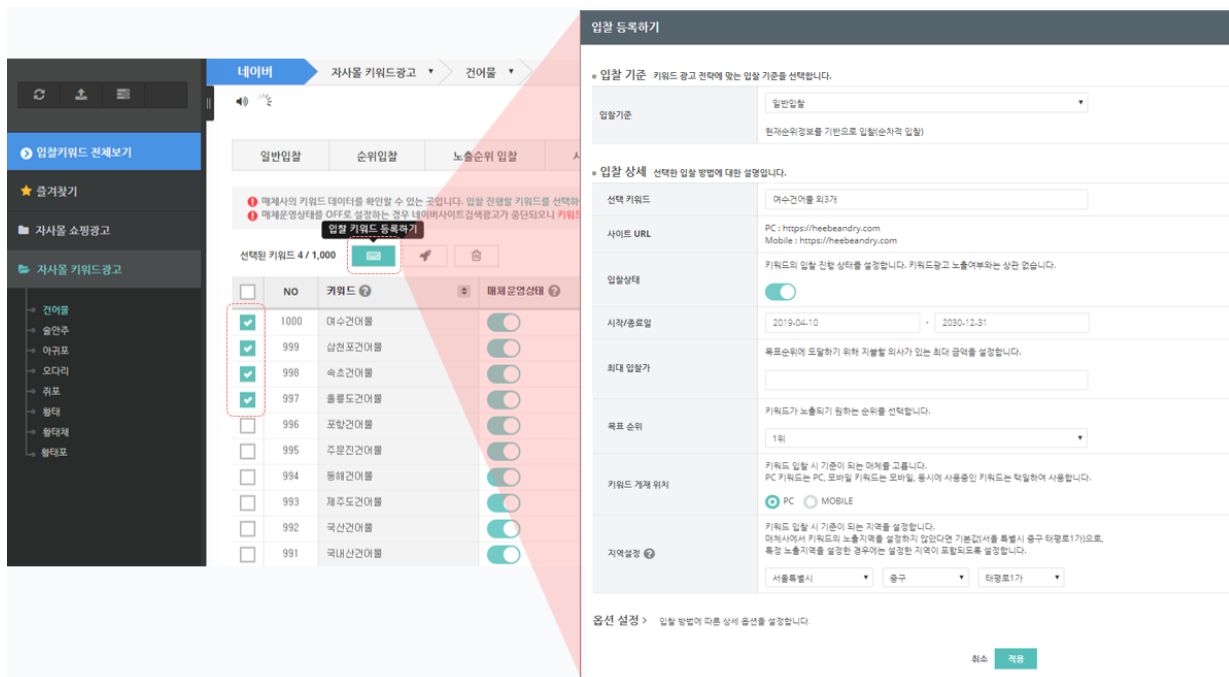 네이버
자사몰 키워드광고
건어물
입찰키워드 전체보기
즐겨찾기
자사몰 쇼핑광고
자사몰 키워드광고
건어물
술안주
아귀포
오다리
쥐포
황태
황태채
황태포
일반입찰 순위입찰 노출순위 입찰
매체사의 키워드 데이터를 확인할 수 있는 곳입니다. 입찰 진행할 키워드를 선택하
매체운영상태를 OFF로 설정하는 경우 네이버사이트검색광고가 중단되오니 키워드
입찰 키워드 등록하기
선택된 키워드 4 / 1,000
NO 키워드 매체운영상태
1000 여수건어물
999 삼천포건어물
998 속초건어물
997 울릉도건어물
996 포항건어물
995 주문진건어물
994 동해건어물
993 제주도건어물
992 국산건어물
991 국내산건어물
입찰 등록하기
입찰 기준 키워드 광고 전략에 맞는 입찰 기준을 선택합니다.
입찰기준
일반입찰
현재순위정보를 기반으로 입찰(순차적 입찰)
입찰 상세 선택한 입찰 방법에 대한 설명입니다.
선택 키워드
여수건어물 외3개
사이트 URL
PC : https://heebeandry.com
Mobile : https://heebeandry.com
입찰상태
키워드의 입찰 진행 상태를 설정합니다. 키워드광고 노출여부와는 상관 없습니다.
시작/종료일
2019-04-10 - 2030-12-31
최대 입찰가
목표순위에 도달하기 위해 지불할 의사가 있는 최대 금액을 설정합니다.
목표 순위
키워드가 노출되기 원하는 순위를 선택합니다.
1위
키워드 게재 위치
키워드 입찰 시 기준이 되는 매체를 고릅니다.
PC 키워드는 PC, 모바일 키워드는 모바일, 동시에 사용중인 키워드는 택일하여 사용합니다.
PC MOBILE
지역설정
키워드 입찰 시 기준이 되는 지역을 설정합니다.
매체사에서 키워드의 노출지역을 설정하지 않았다면 기본값(서울 특별시 중구 태평로1가)으로,
특정 노출지역을 설정한 경우에는 설정한 지역이 포함되도록 설정합니다.
서울특별시 중구 태평로1가
옵션 설정 > 입찰 방법에 따른 상세 옵션를 설정합니다.
취소 적용